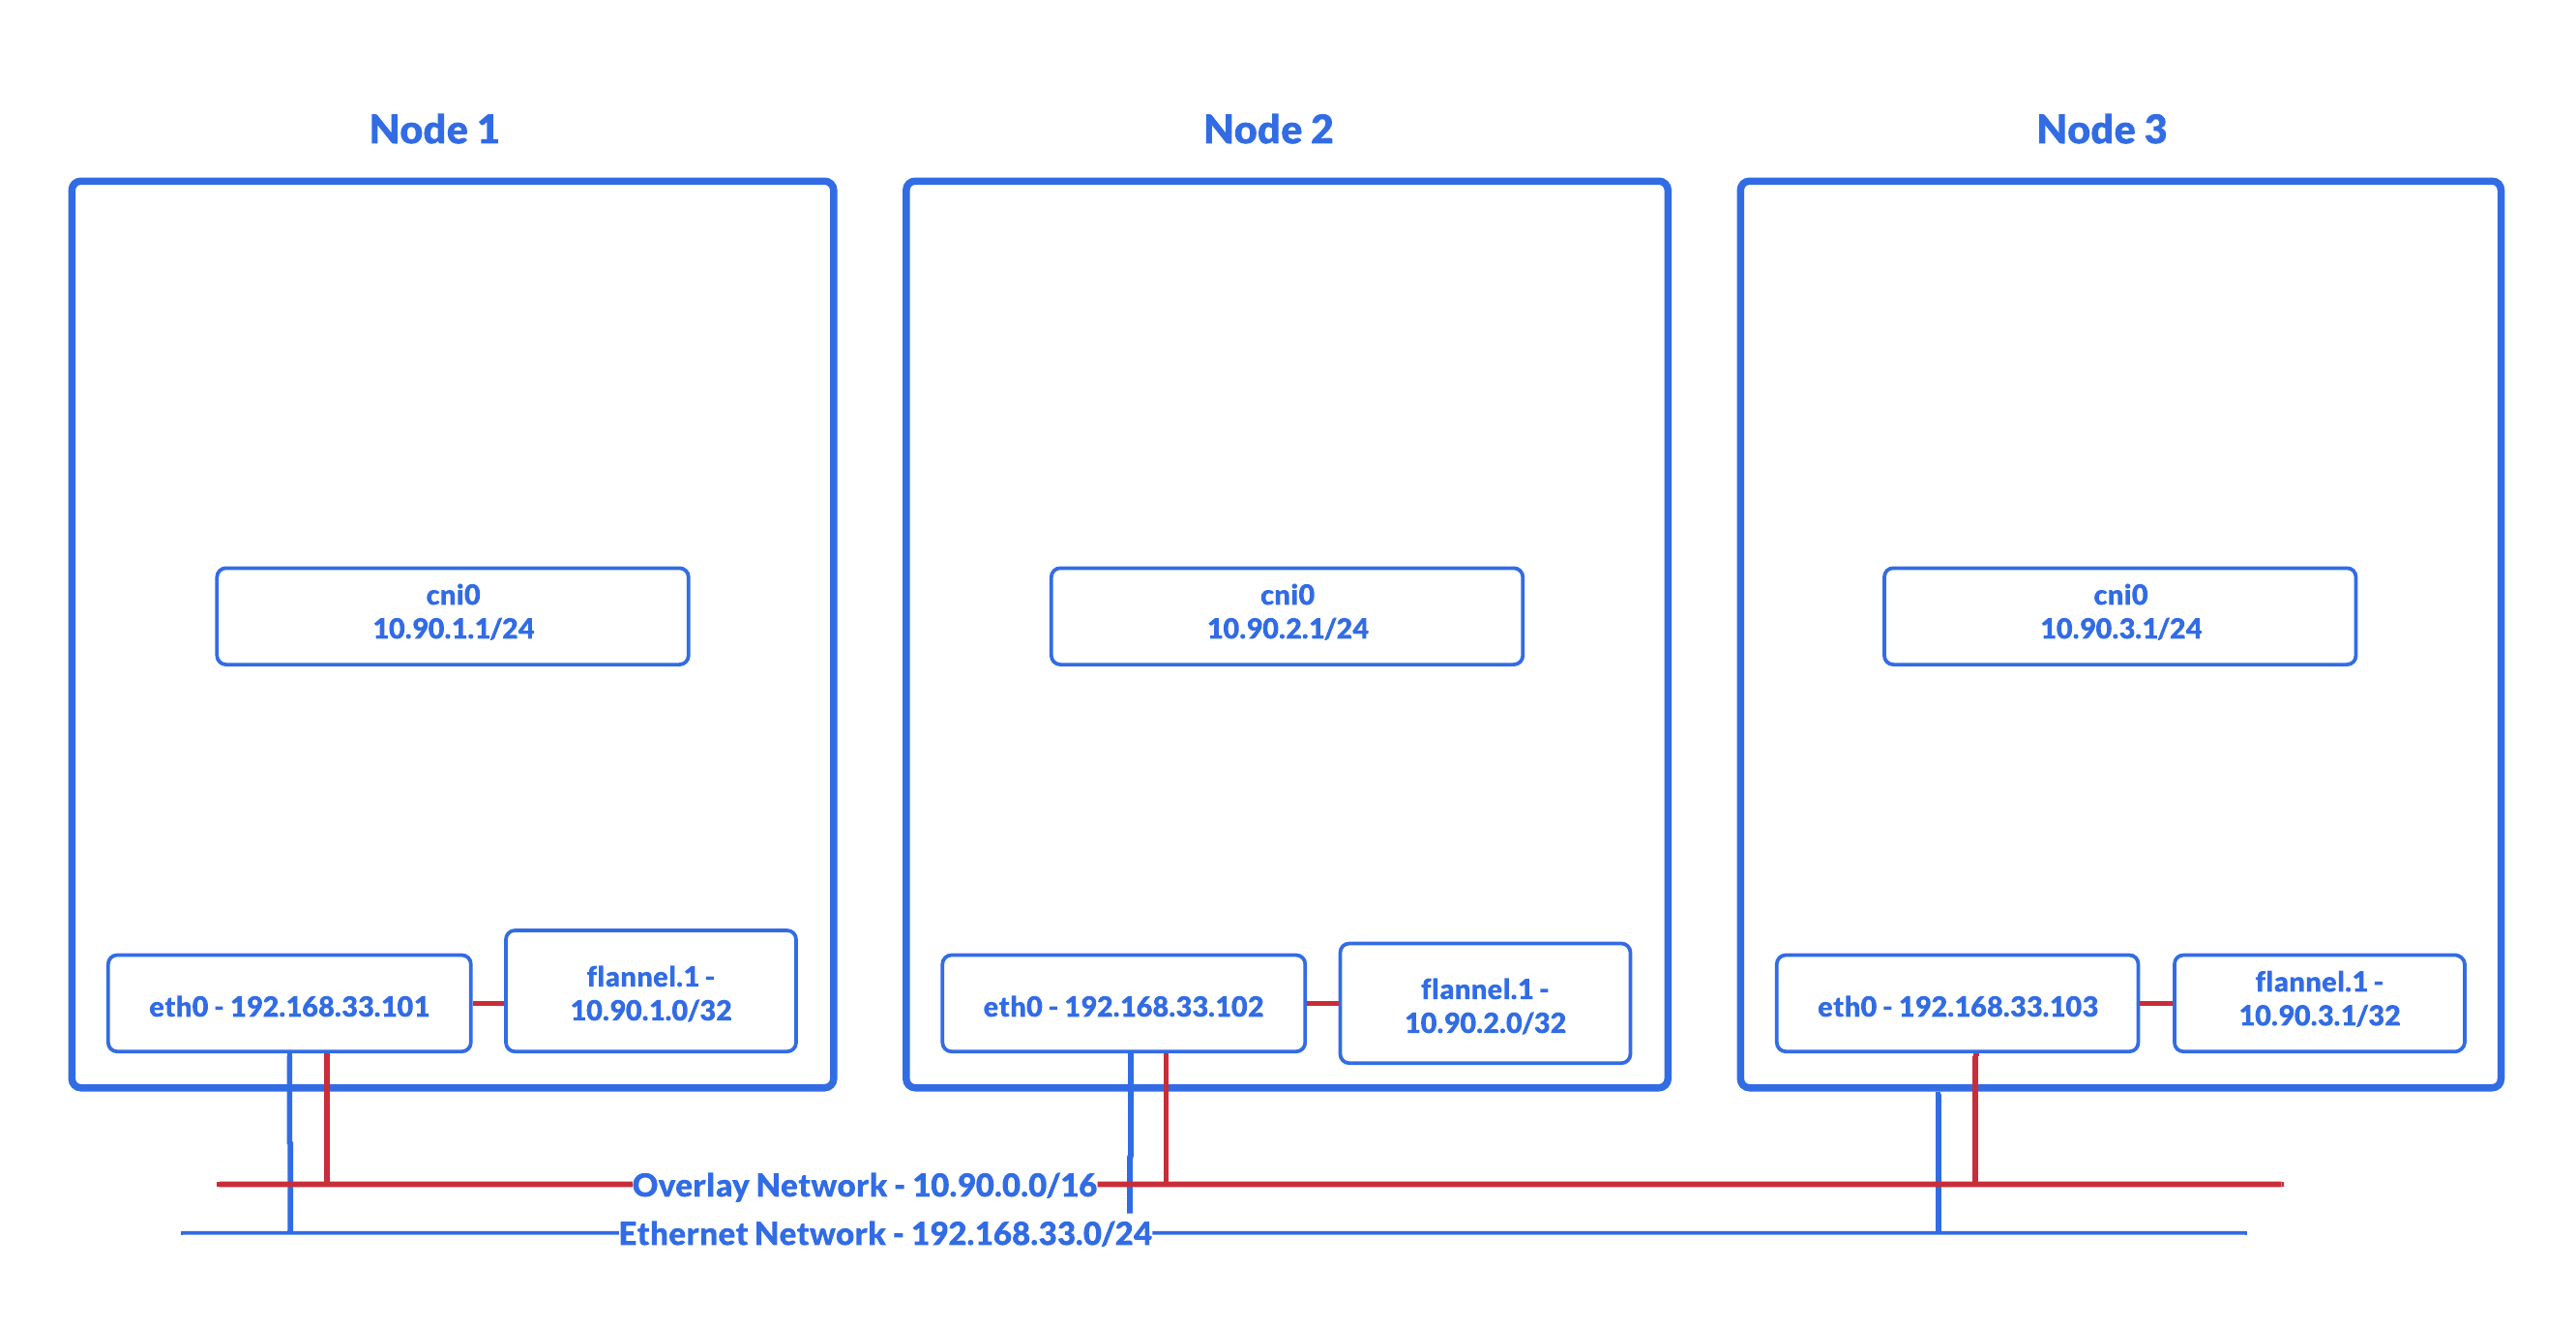 Node 1
Node 2
Node 3
cni0
10.90.1.1/24
cni0
10.90.2.1/24
cni0
10.90.3.1/24
eth0 - 192.168.33.101
flannel.1 -
10.90.1.0/32
eth0 - 192.168.33.102
flannel.1 -
10.90.2.0/32
eth0 - 192.168.33.103
flannel.1 -
10.90.3.1/32
Overlay Network - 10.90.0.0/16
Ethernet Network - 192.168.33.0/24